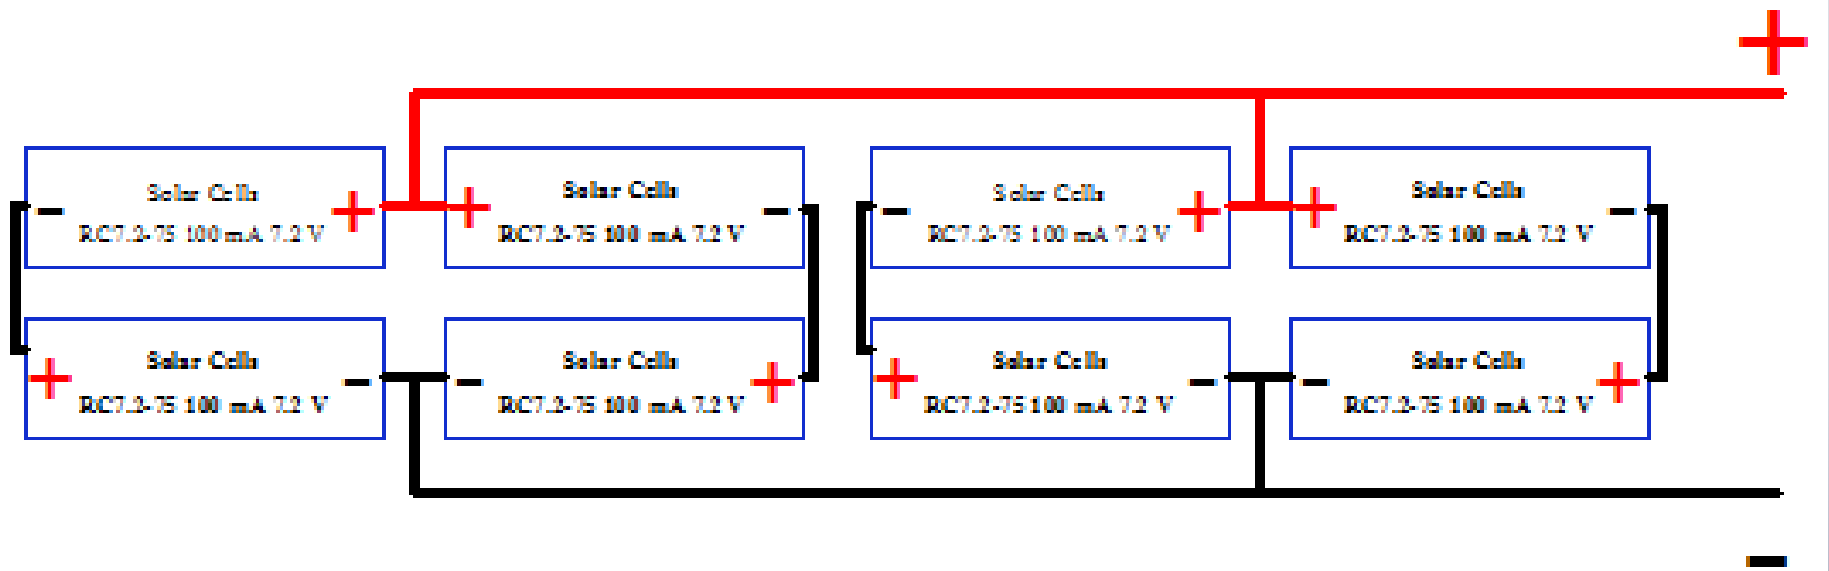 +
Solar Cells
RC7.2-75 100 mA 7.2 V
- +
Solar Cells
RC7.2-75 100 mA 7.2 V
+ -
Solar Cells
RC7.2-75 100 mA 7.2 V
- +
Solar Cells
RC7.2-75 100 mA 7.2 V
+ -
Solar Cells
RC7.2-75 100 mA 7.2 V
+ -
Solar Cells
RC7.2-75 100 mA 7.2 V
- +
Solar Cells
RC7.2-75 100 mA 7.2 V
+ -
Solar Cells
RC7.2-75 100 mA 7.2 V
- +
-